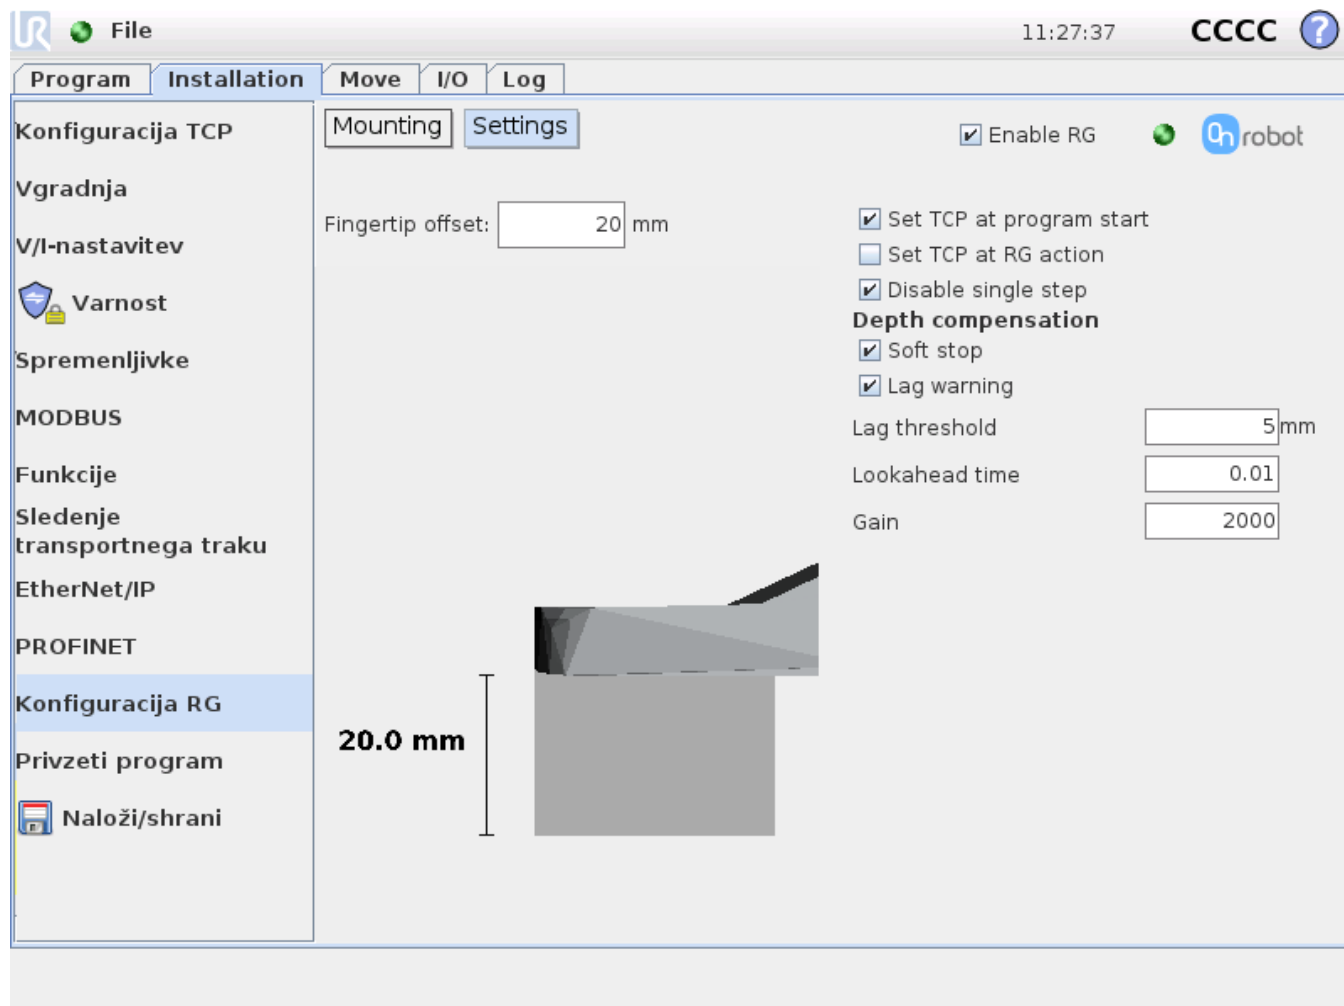 UR File 11:27:37 CCCC ?
Program Installation Move I/O Log
Konfiguracija TCP
Vgradnja
V/I-nastavitev
Varnost
Spremenljivke
MODBUS
Funkcije
Sledenje
transportnega traku
EtherNet/IP
PROFINET
Konfiguracija RG
Privzeti program
Naloži/shrani
Mounting Settings
Enable RG
On robot
Fingertip offset: 20 mm
20.0 mm
Set TCP at program start
Set TCP at RG action
Disable single step
Depth compensation
Soft stop
Lag warning
Lag threshold 5 mm
Lookahead time 0.01
Gain 2000